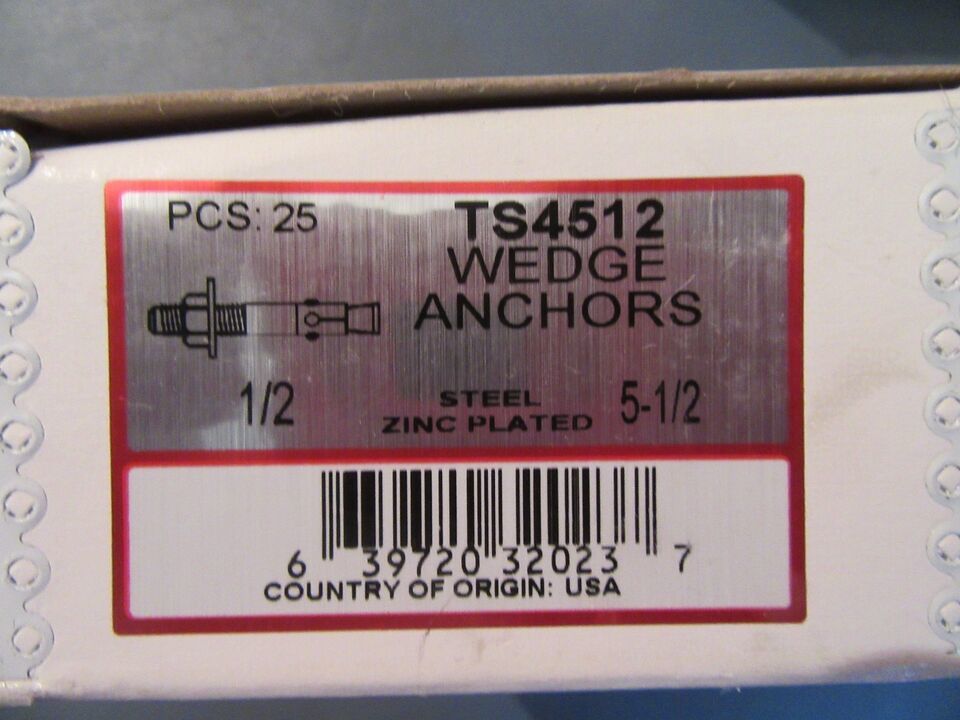 PCS: 25
TS4512
WEDGE
ANCHORS
1/2
STEEL
ZINC PLATED
5-1/2
6 39720 32023 7
COUNTRY OF ORIGIN: USA